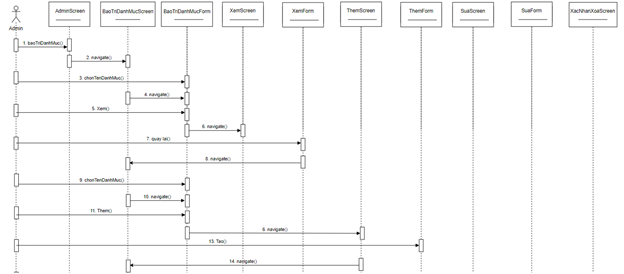 AdminScreen
BaoTriDanhMucScreen
BaoTriDanhMucForm
XemScreen
XemForm
ThemScreen
ThemForm
SuaScreen
SuaForm
XacNhanXoaScreen
Admin
1. baoTriDanhMuc()
2. navigate()
3. chonTenDanhMuc()
4. navigate()
5. Xem()
6. navigate()
7. quay lai()
8. navigate()
9. chonTenDanhMuc()
10. navigate()
11. Them()
6. navigate()
13. Tao()
14. navigate()